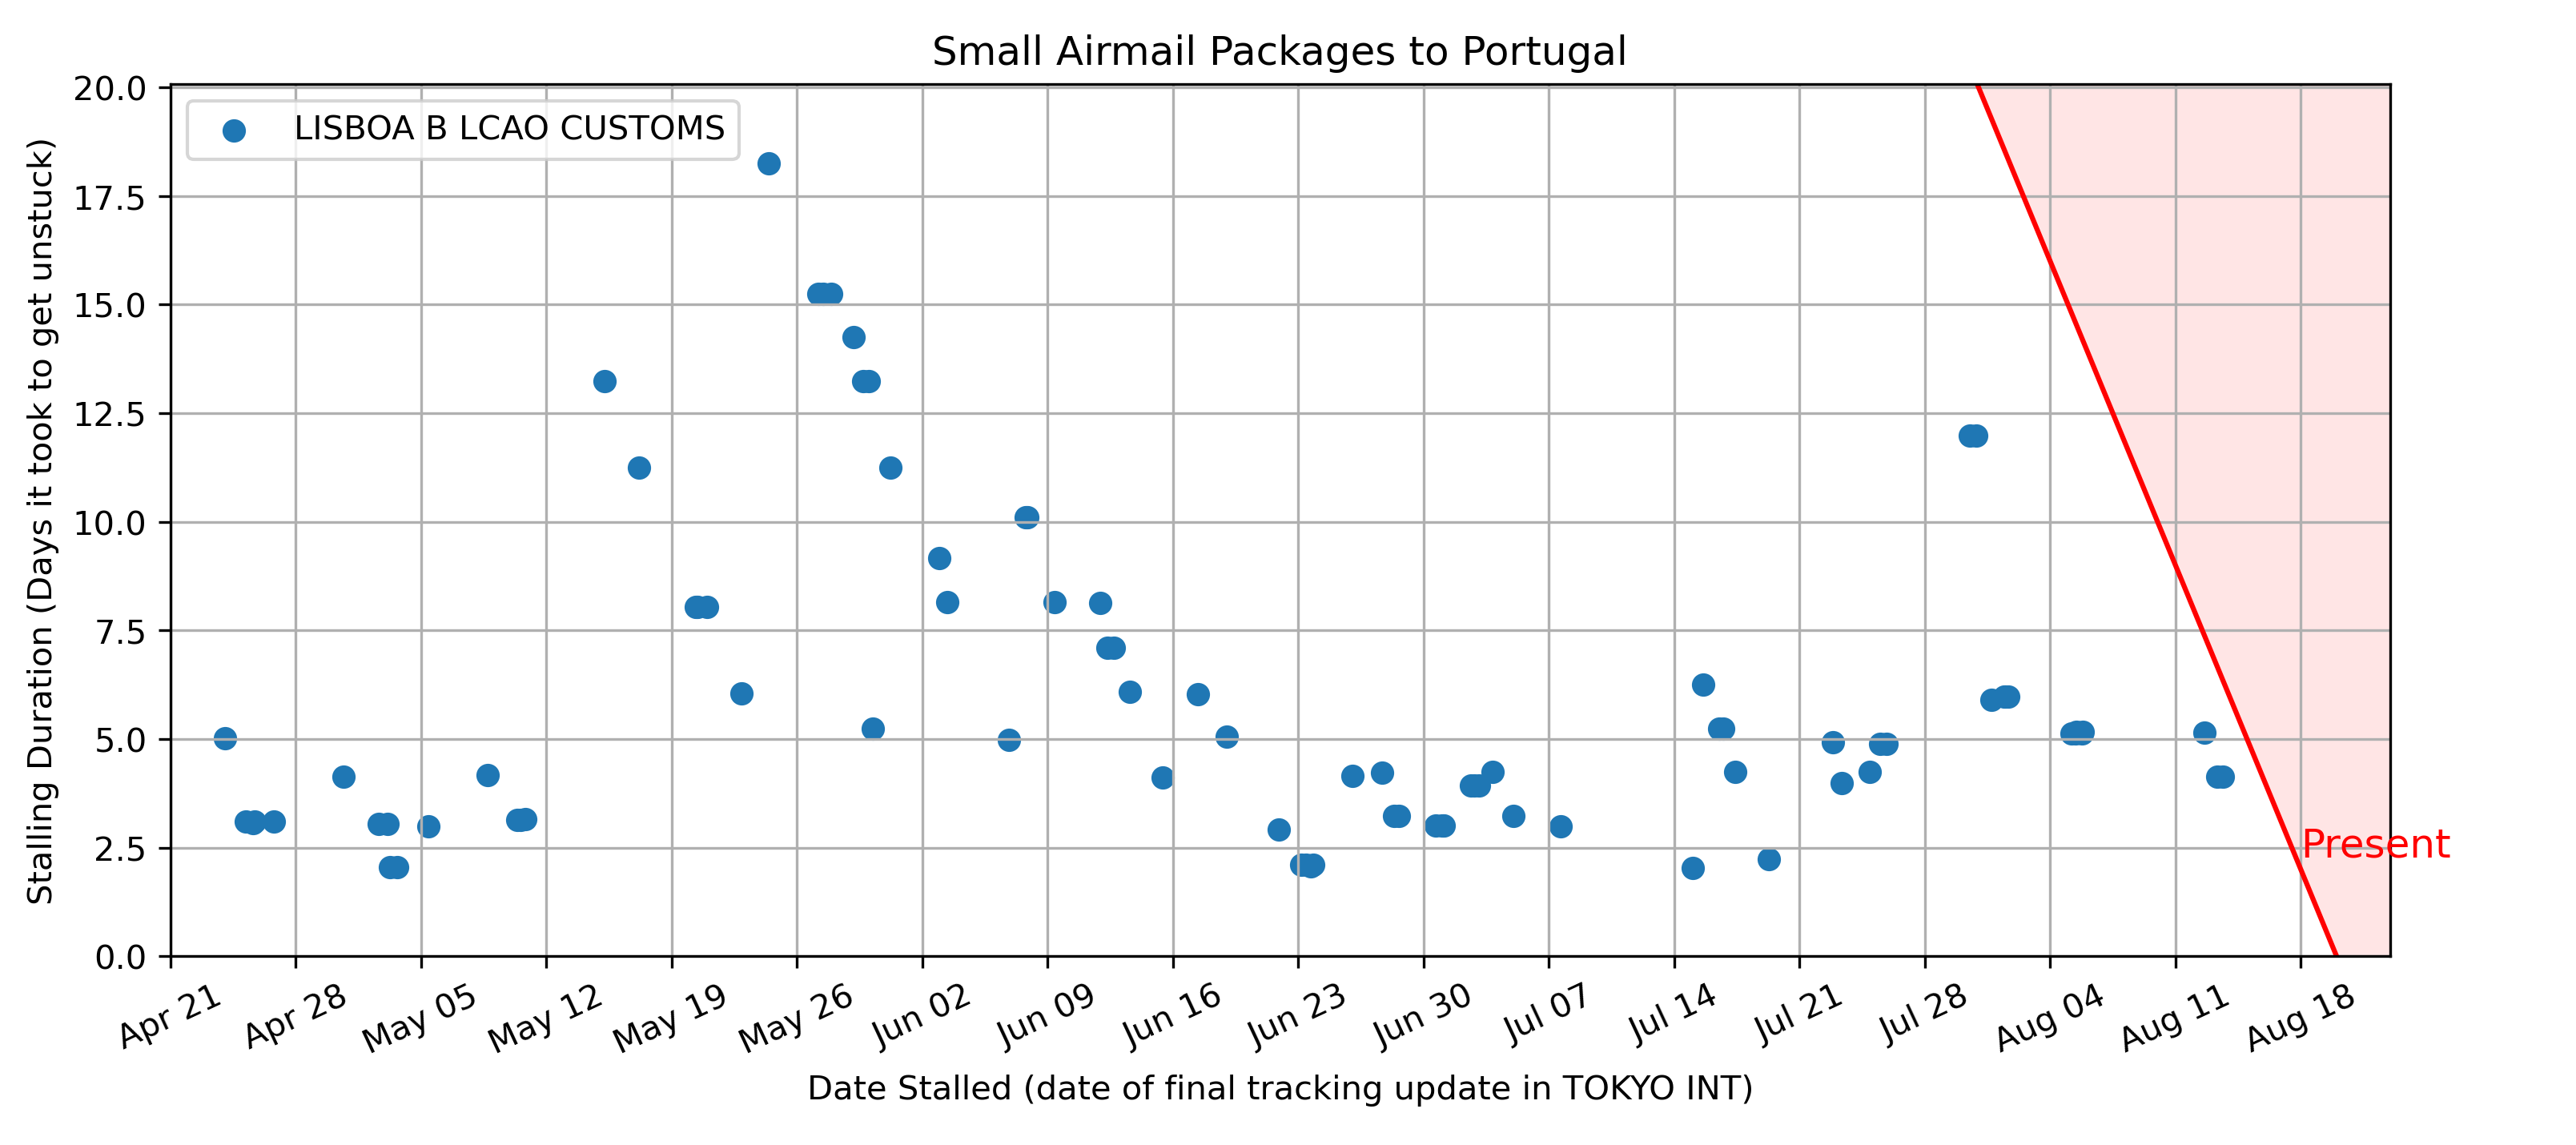 Small Airmail Packages to Portugal
LISBOA B LCAO CUSTOMS
Stalling Duration (Days it took to get unstuck)
20.0
17.5
15.0
12.5
10.0
7.5
5.0
2.5
0.0
Present
Apr 21 Apr 28 May 05 May 12 May 19 May 26 Jun 02 Jun 09 Jun 16 Jun 23 Jun 30 Jul 07 Jul 14 Jul 21 Jul 28 Aug 04 Aug 11 Aug 18
Date Stalled (date of final tracking update in TOKYO INT)